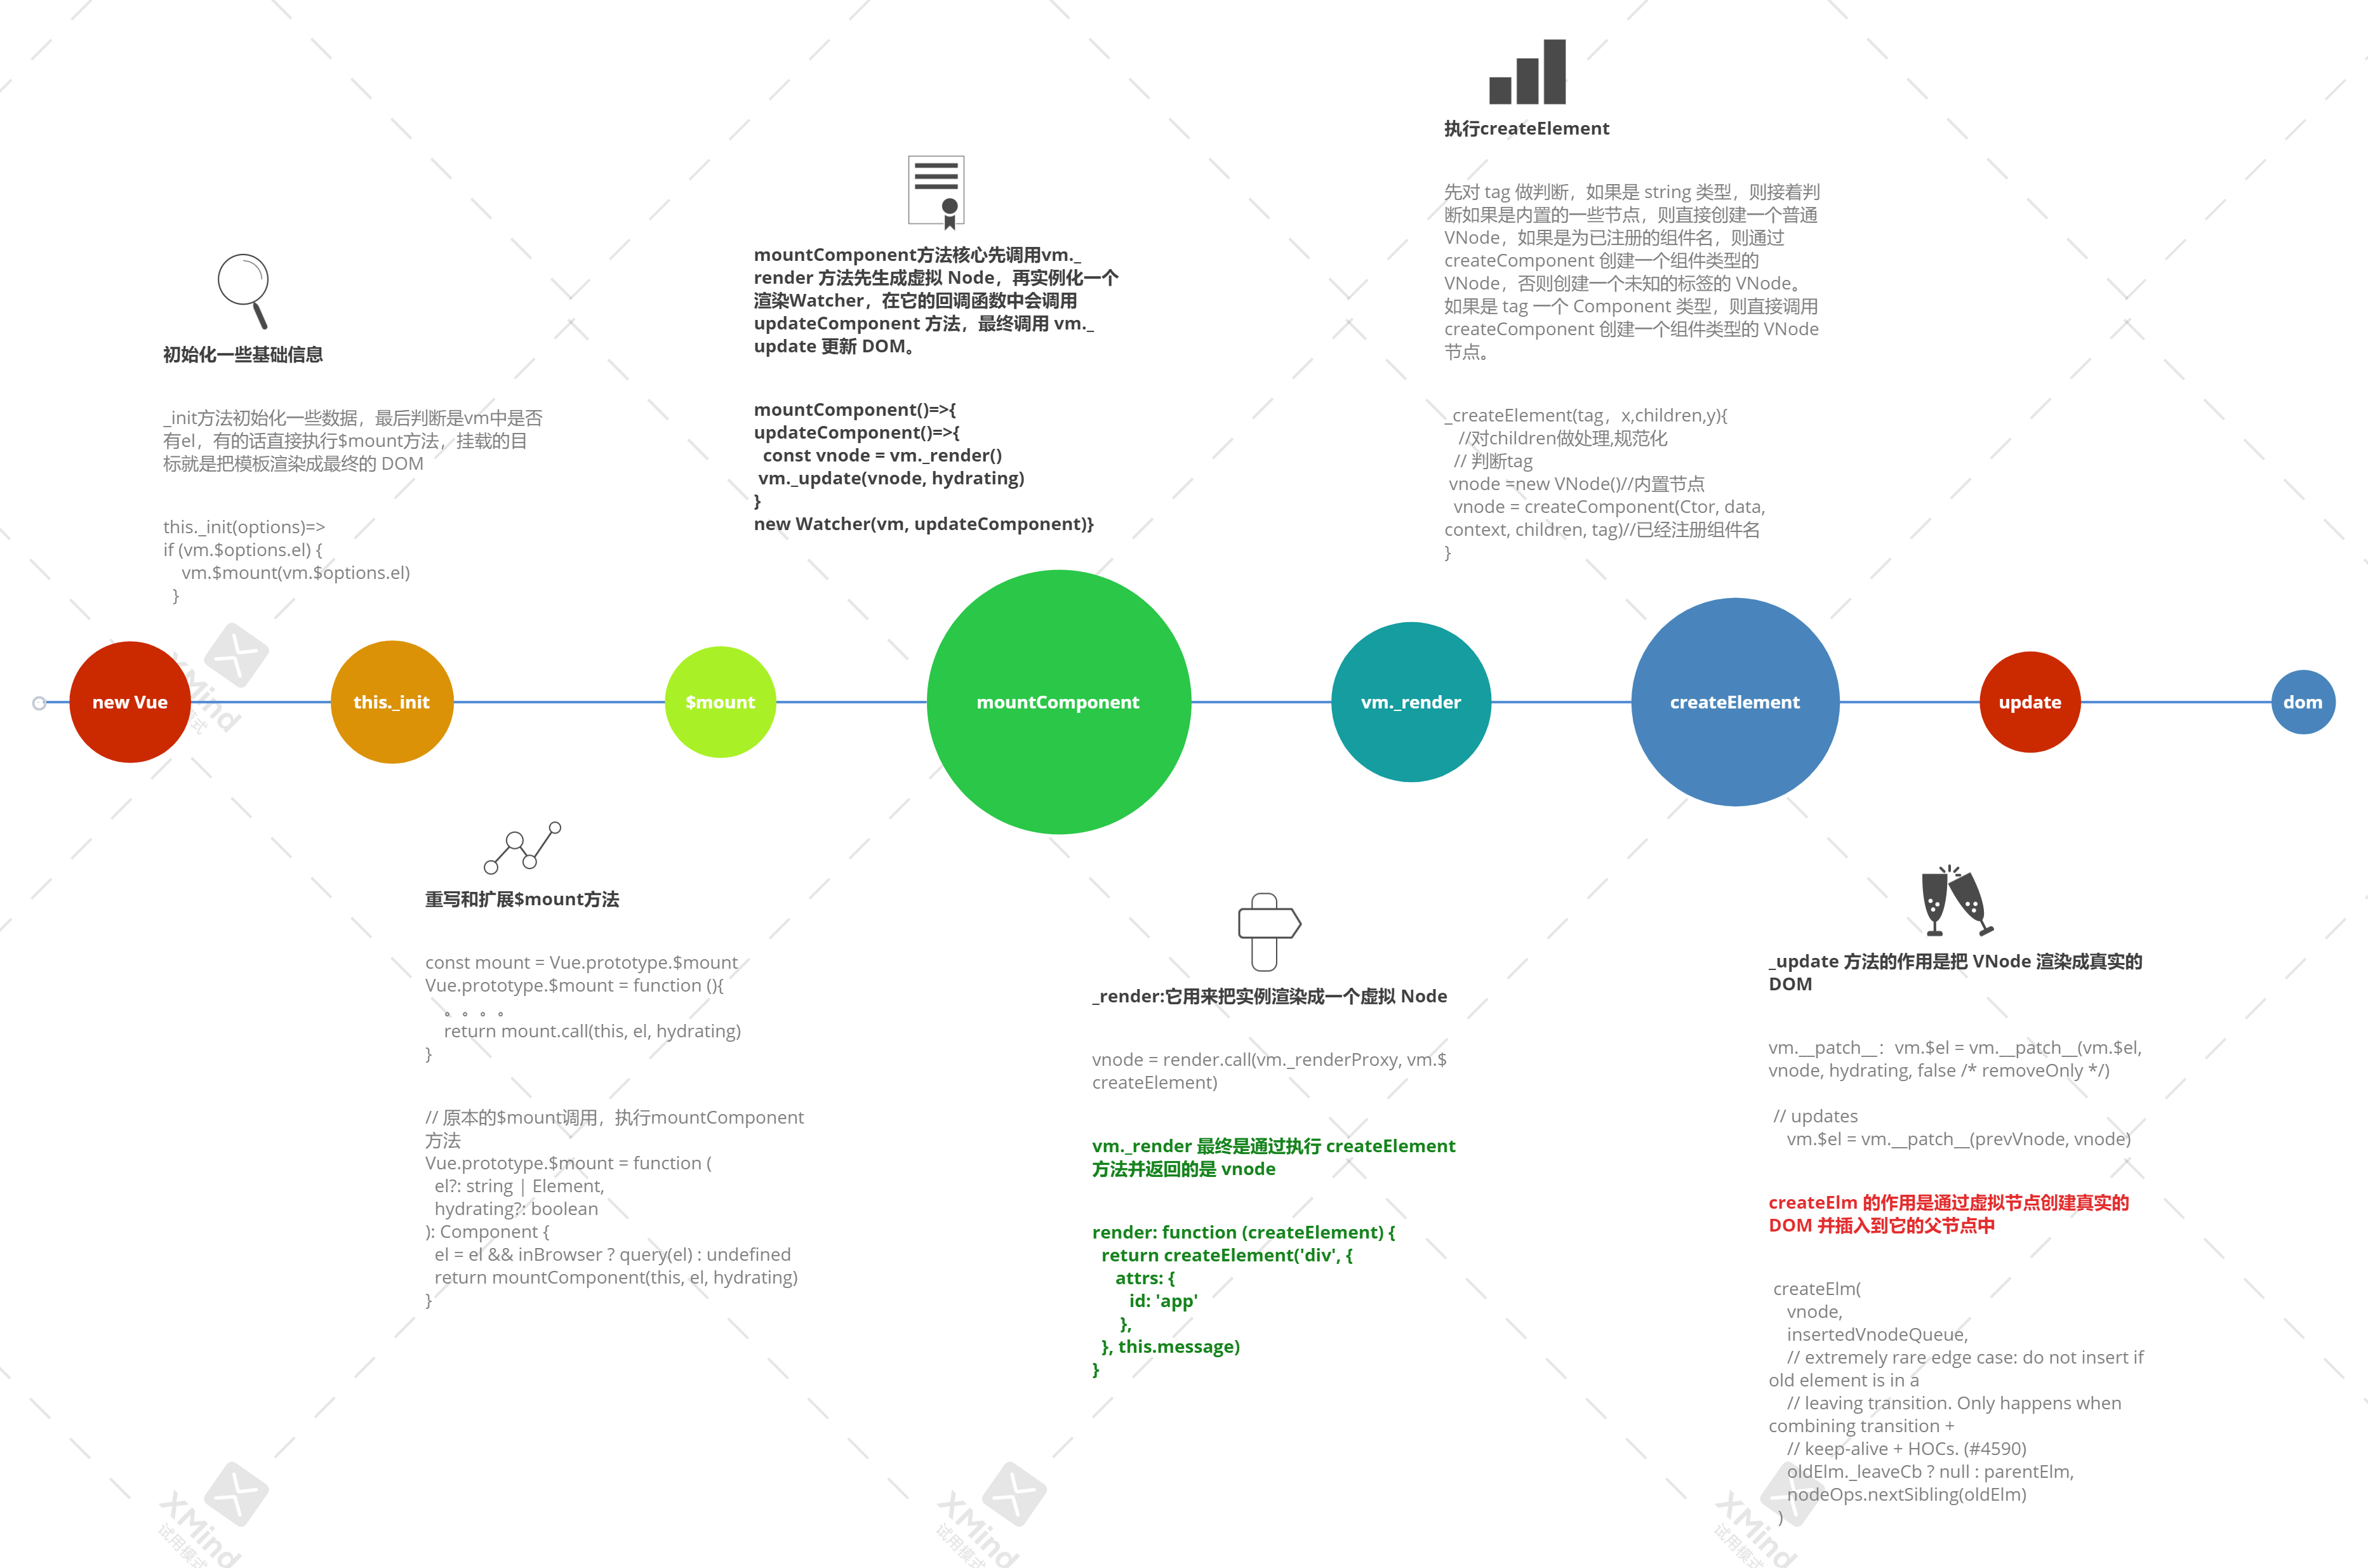 执行createElement
先对 tag 做判断，如果是 string 类型，则接着判
断如果是内置的一些节点，则直接创建一个普通
VNode，如果是为已注册的组件名，则通过
createComponent 创建一个组件类型的
VNode，否则创建一个未知的标签的 VNode。
如果是 tag 一个 Component 类型，则直接调用
createComponent 创建一个组件类型的 VNode
节点。
_createElement(tag，x,children,y){
//对children做处理,规范化
// 判断tag
vnode =new VNode()//内置节点
vnode = createComponent(Ctor, data,
context, children, tag)//已经注册组件名
}
mountComponent方法核心先调用vm._
render 方法先生成虚拟 Node，再实例化一个
渲染Watcher，在它的回调函数中会调用
updateComponent 方法，最终调用 vm._
update 更新 DOM。
mountComponent()=>{
updateComponent()=>{
const vnode = vm._render()
vm._update(vnode, hydrating)
}
new Watcher(vm, updateComponent)}
初始化一些基础信息
_init方法初始化一些数据，最后判断是vm中是否
有el，有的话直接执行$mount方法，挂载的目
标就是把模板渲染成最终的 DOM
this._init(options)=>
if (vm.$options.el) {
vm.$mount(vm.$options.el)
}
new Vue
this._init
$mount
mountComponent
vm._render
createElement
update
dom
重写和扩展$mount方法
const mount = Vue.prototype.$mount
Vue.prototype.$mount = function (){
。。。。
return mount.call(this, el, hydrating)
}
// 原本的$mount调用，执行mountComponent
方法
Vue.prototype.$mount = function (
el?: string | Element,
hydrating?: boolean
): Component {
el = el && inBrowser ? query(el) : undefined
return mountComponent(this, el, hydrating)
}
_render:它用来把实例渲染成一个虚拟 Node
vnode = render.call(vm._renderProxy, vm.$
createElement)
vm._render 最终是通过执行 createElement
方法并返回的是 vnode
render: function (createElement) {
return createElement('div', {
attrs: {
id: 'app'
},
}, this.message)
}
_update 方法的作用是把 VNode 渲染成真实的
DOM
vm.__patch__：vm.$el = vm.__patch__(vm.$el,
vnode, hydrating, false /* removeOnly */)
// updates
vm.$el = vm.__patch__(prevVnode, vnode)
createElm 的作用是通过虚拟节点创建真实的
DOM 并插入到它的父节点中
createElm(
vnode,
insertedVnodeQueue,
// extremely rare edge case: do not insert if
old element is in a
// leaving transition. Only happens when
combining transition +
// keep-alive + HOCs. (#4590)
oldElm._leaveCb ? null : parentElm,
nodeOps.nextSibling(oldElm)
)
XMind
试用模式
XMind
试用模式
XMind
试用模式